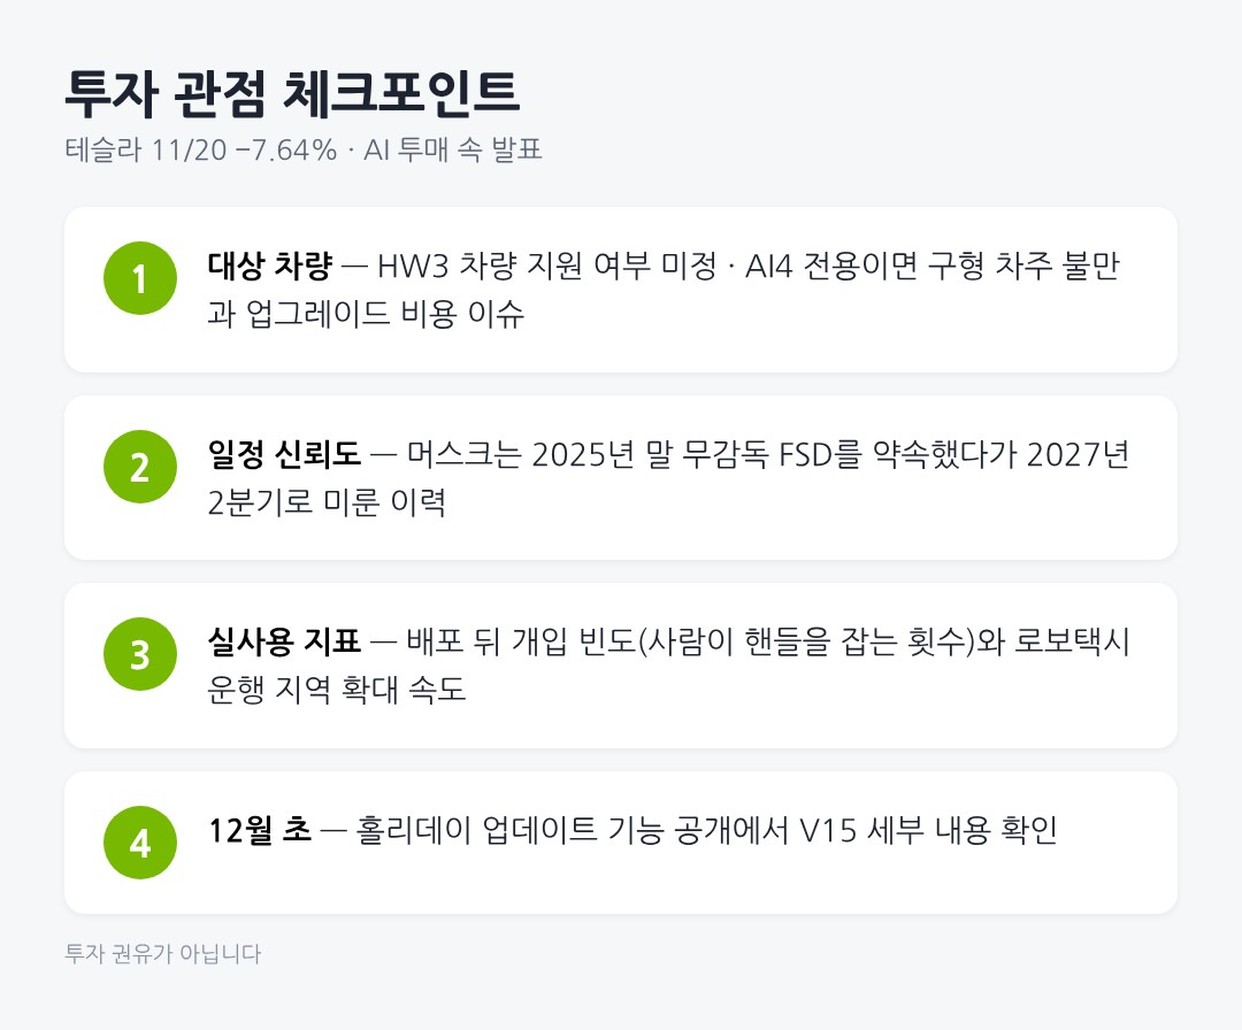 투자 관점 체크포인트
테슬라 11/20 −7.64% · AI 투매 속 발표
1
대상 차량 — HW3 차량 지원 여부 미정 · AI4 전용이면 구형 차주 불만
과 업그레이드 비용 이슈
2
일정 신뢰도 — 머스크는 2025년 말 무감독 FSD를 약속했다가 2027년
2분기로 미룬 이력
3
실사용 지표 — 배포 뒤 개입 빈도(사람이 핸들을 잡는 횟수)와 로보택시
운행 지역 확대 속도
4
12월 초 — 홀리데이 업데이트 기능 공개에서 V15 세부 내용 확인
투자 권유가 아닙니다